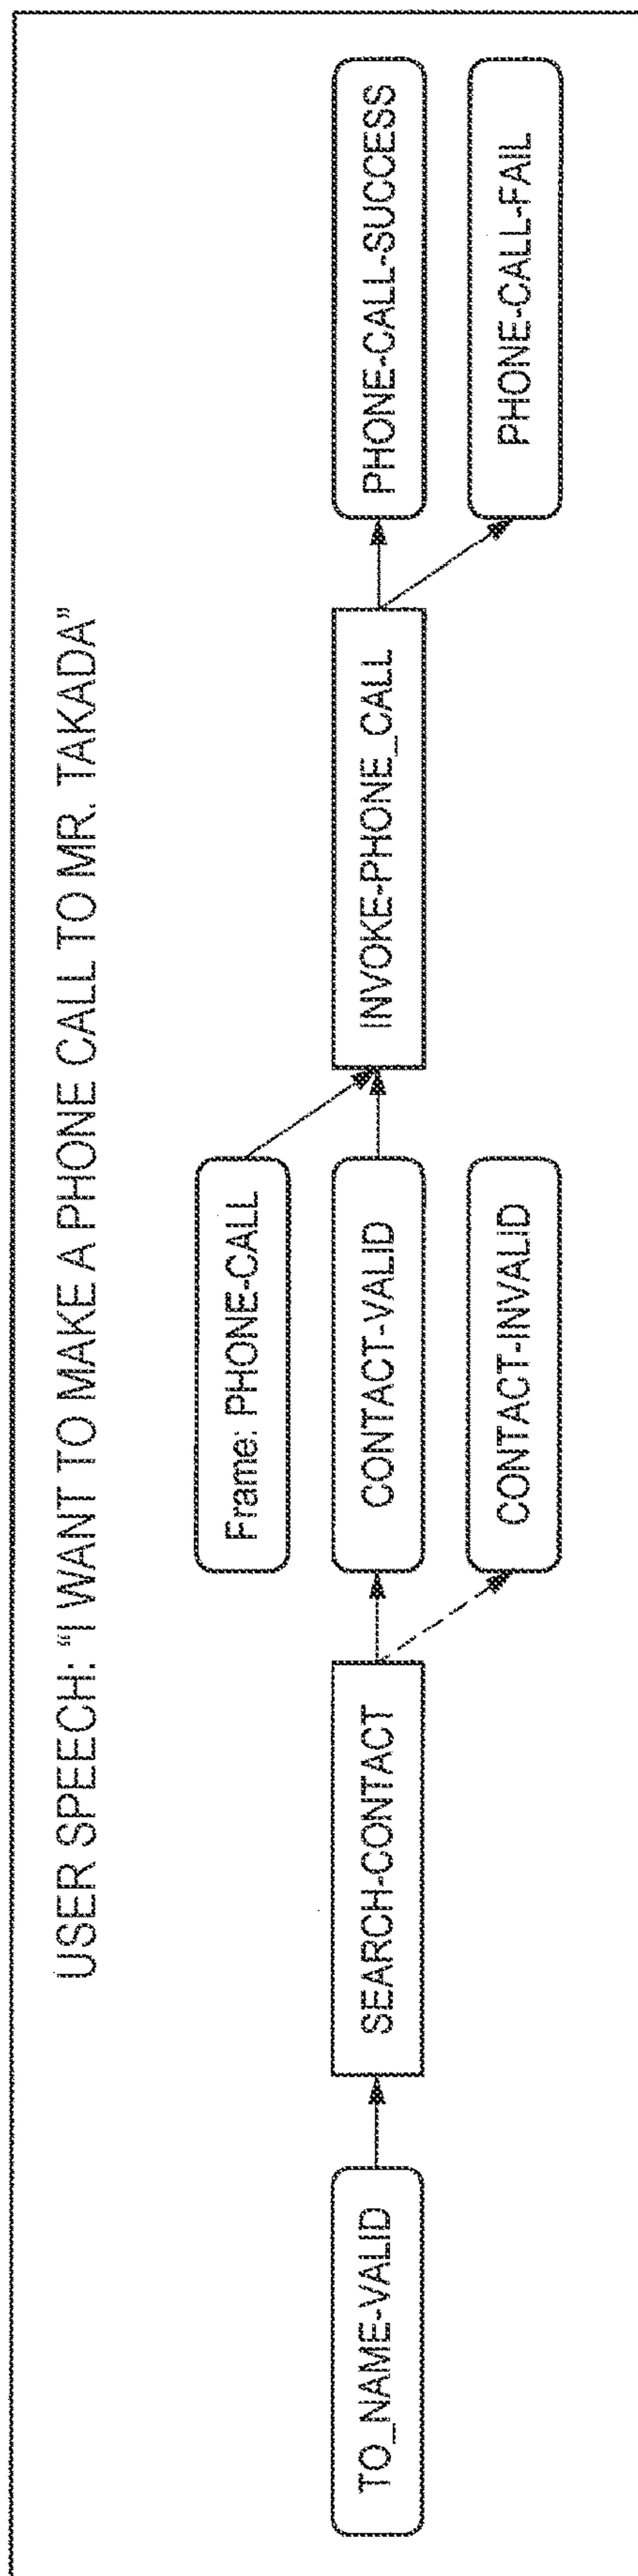 USER SPEECH: "I WANT TO MAKE A PHONE CALL TO MR. TAKADA"
TO_NAME-VALID
SEARCH-CONTACT
Frame: PHONE-CALL
CONTACT-VALID
CONTACT-INVALID
INVOKE-PHONE_CALL
PHONE-CALL-SUCCESS
PHONE-CALL-FAIL